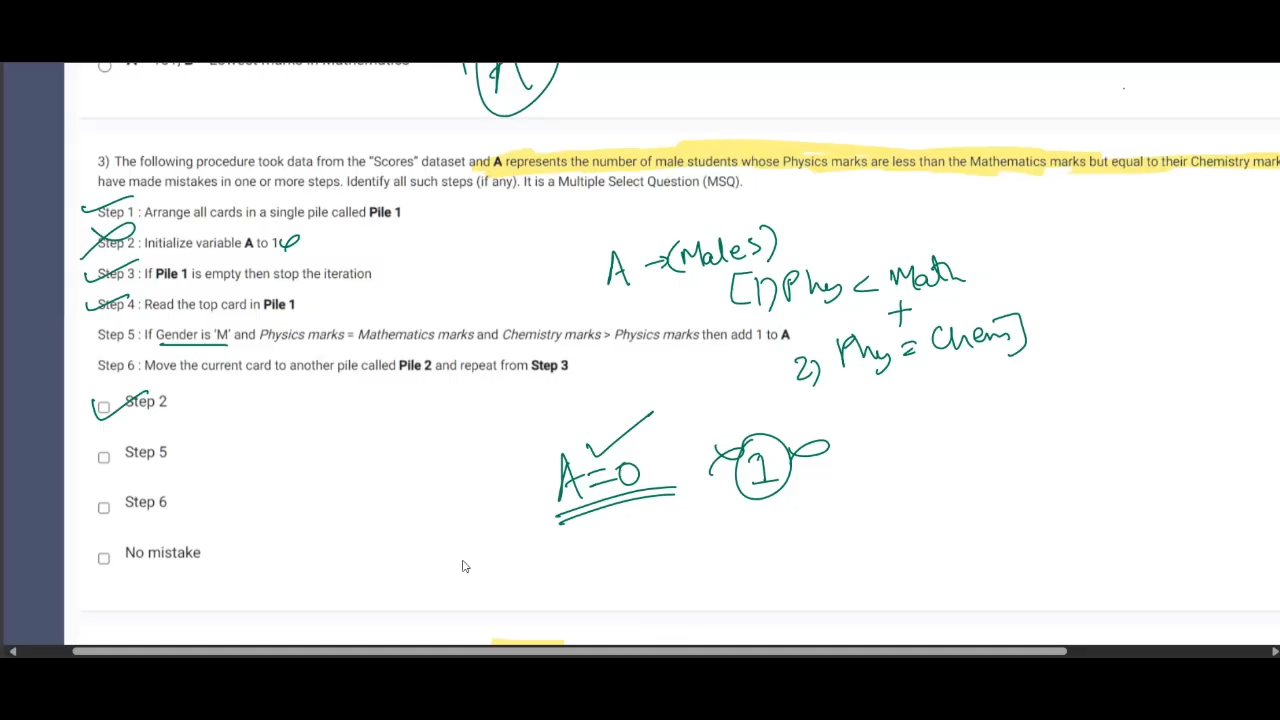 3) The following procedure took data from the "Scores" dataset and A represents the number of male students whose Physics marks are less than the Mathematics marks but equal to their Chemistry mark
have made mistakes in one or more steps. Identify all such steps (if any). It is a Multiple Select Question (MSQ).
Step 1 : Arrange all cards in a single pile called Pile 1
Step 2 : Initialize variable A to 1
Step 3 : If Pile 1 is empty then stop the iteration
Step 4 : Read the top card in Pile 1
Step 5 : If Gender is 'M' and Physics marks = Mathematics marks and Chemistry marks > Physics marks then add 1 to A
Step 6 : Move the current card to another pile called Pile 2 and repeat from Step 3
A → (Males)
[1) Phy < Math
+
2) Phy = Chem]
Step 2
Step 5
Step 6
No mistake
A=0
1